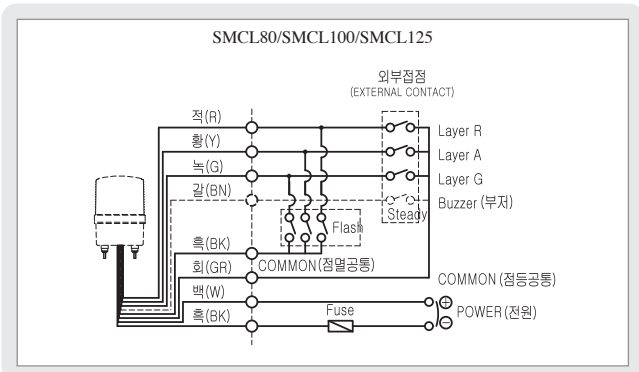 SMCL80/SMCL100/SMCL125
외부접점
(EXTERNAL CONTACT)
적(R)
Layer R
황(Y)
Layer A
녹(G)
Layer G
갈(BN)
Buzzer (부저)
Steady
Flash
흑(BK)
COMMON (점멸공통)
회(GR)
COMMON (점등공통)
백(W)
Fuse
POWER (전원)
흑(BK)